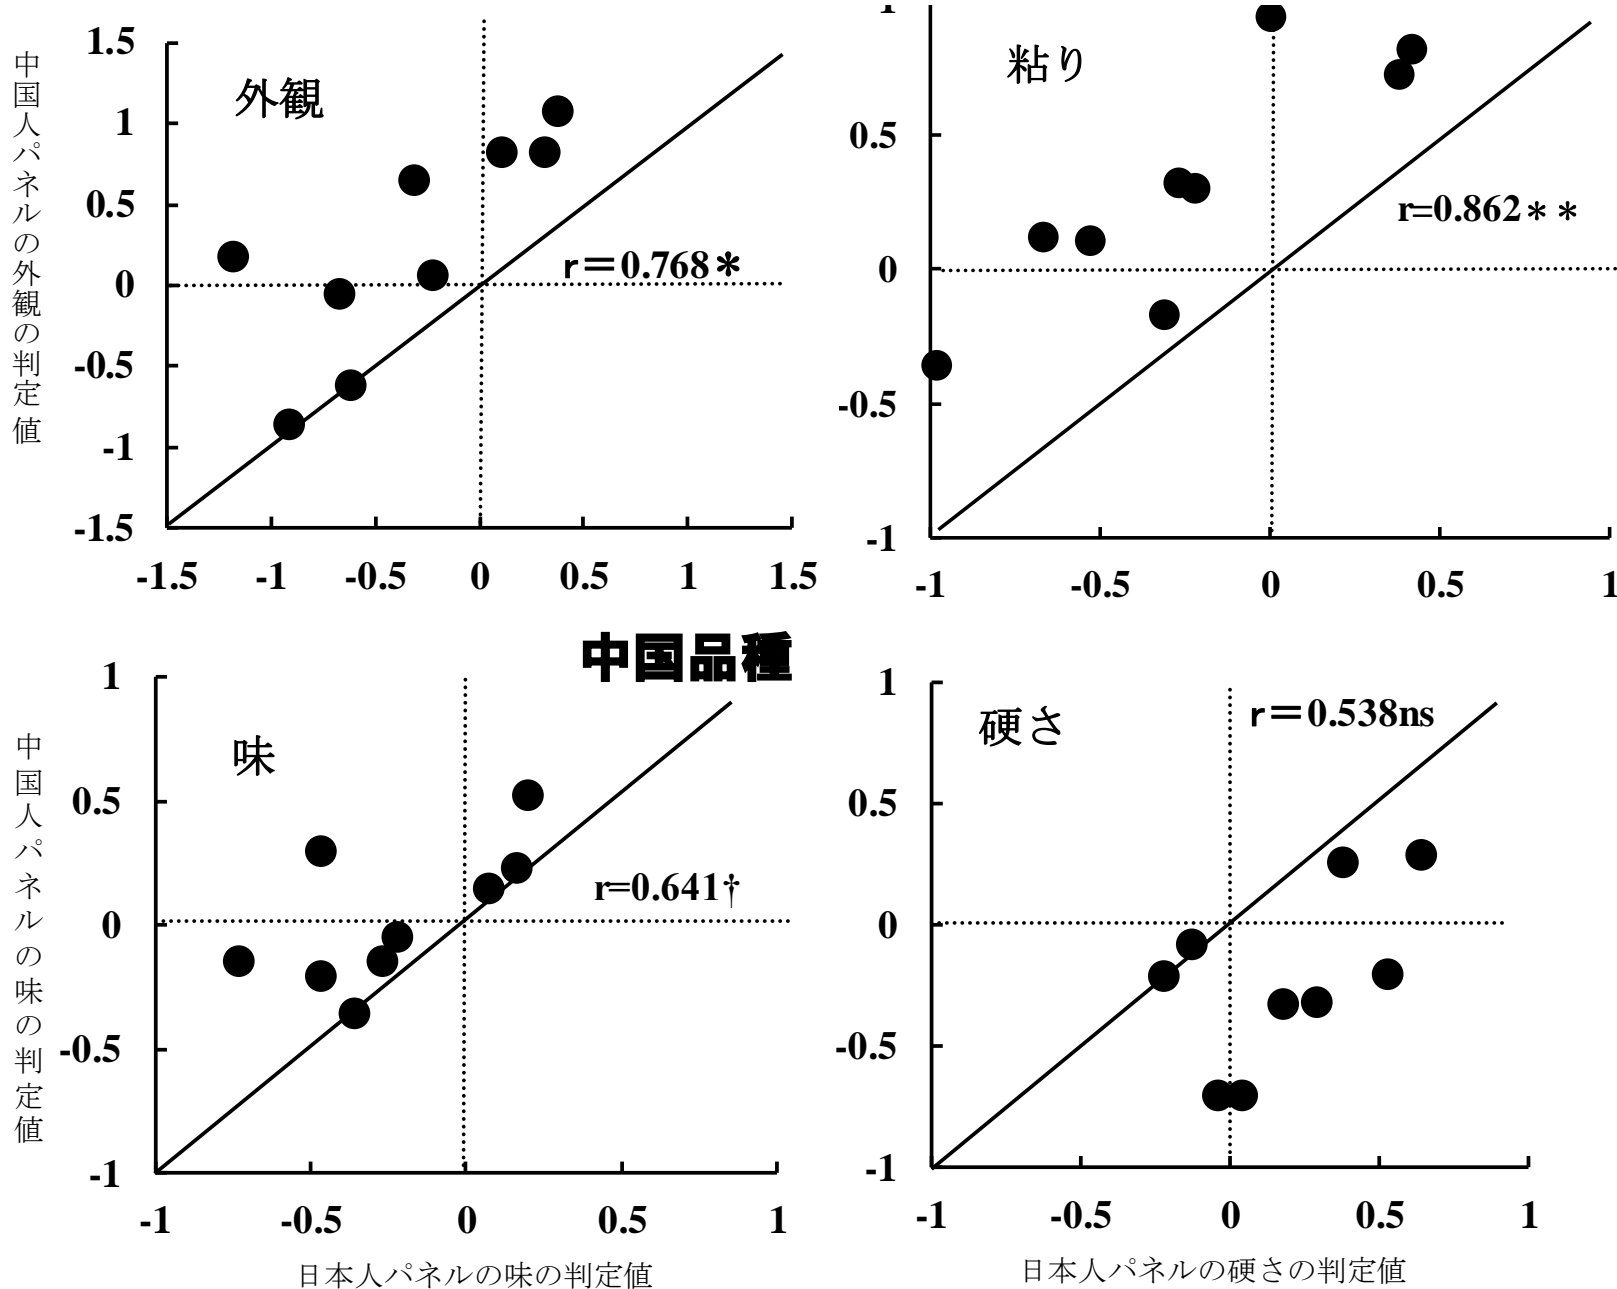 中国人パネルの外観の判定値
外観
1.5
1
0.5
0
-0.5
-1
-1.5
r＝0.768＊
-1.5 -1 -0.5 0 0.5 1 1.5
粘り
1
0.5
0
-0.5
-1
r=0.862＊＊
-1 -0.5 0 0.5 1
中国品種
中国人パネルの味の判定値
味
1
0.5
0
-0.5
-1
r=0.641†
-1 -0.5 0 0.5 1
日本人パネルの味の判定値
硬さ
r＝0.538ns
1
0.5
0
-0.5
-1
-1 -0.5 0 0.5 1
日本人パネルの硬さの判定値